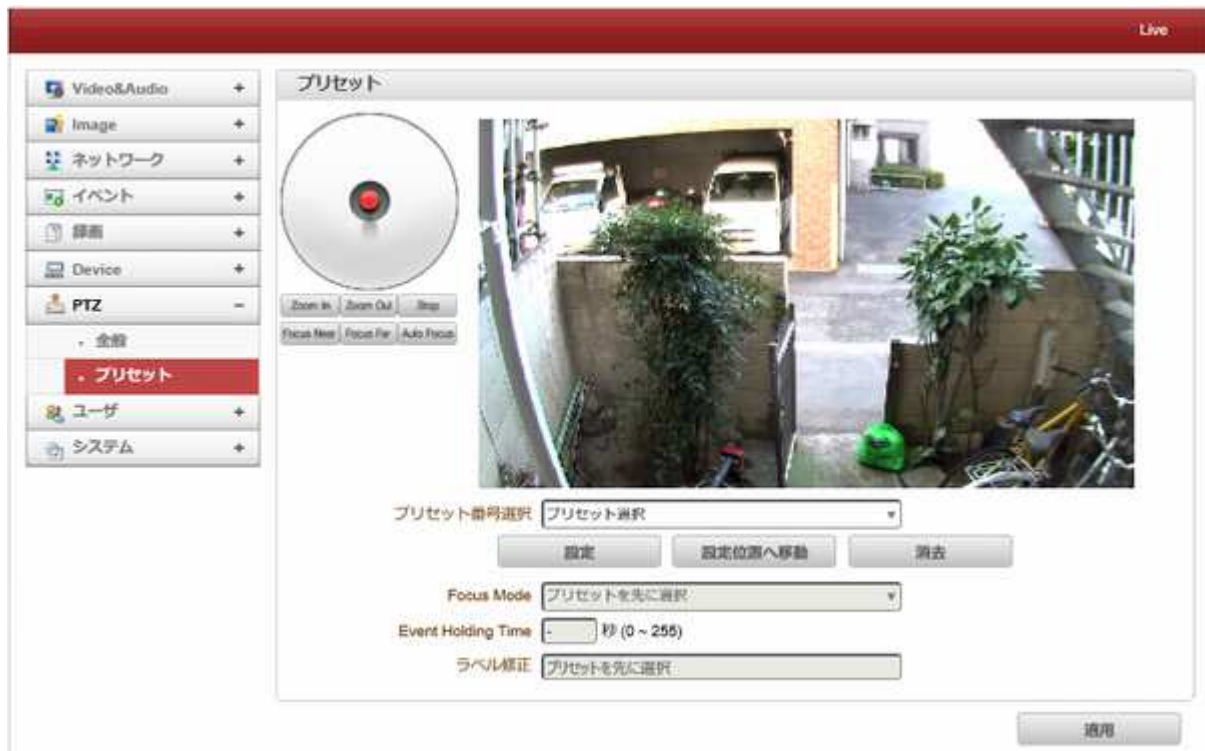 Live
Video&Audio +
Image +
ネットワーク +
イベント +
録画 +
Device +
PTZ -
・ 全般
・ プリセット
ユーザ +
システム +
プリセット
Zoom In Zoom Out Stop
Focus Near Focus Far Auto Focus
プリセット番号選択 プリセット選択
設定 設定位置へ移動 消去
Focus Mode プリセットを先に選択
Event Holding Time - 秒 (0 ~ 255)
ラベル修正 プリセットを先に選択
適用